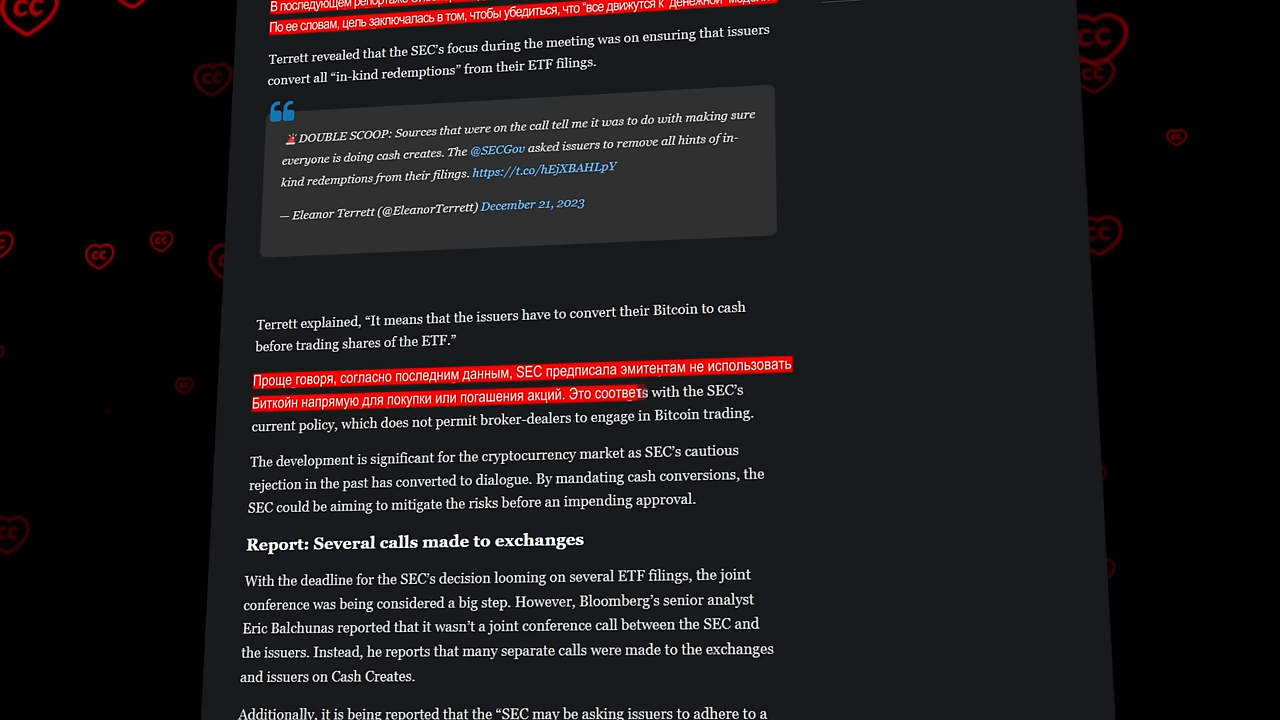 В последующем репортаже
По ее словам, цель заключалась в том, чтобы убедиться, что "все движутся к "денежной"
Terrett revealed that the SEC's focus during the meeting was on ensuring that issuers
convert all "in-kind redemptions" from their ETF filings.
🚨DOUBLE SCOOP: Sources that were on the call tell me it was to do with making sure
everyone is doing cash creates. The @SECGov asked issuers to remove all hints of in-
kind redemptions from their filings. https://t.co/hEjXBAHLpY
— Eleanor Terrett (@EleanorTerrett) December 21, 2023
Terrett explained, "It means that the issuers have to convert their Bitcoin to cash
before trading shares of the ETF."
Проще говоря, согласно последним данным, SEC предписала эмитентам не использовать
Биткойн напрямую для покупки или погашения акций. Это соответs with the SEC's
current policy, which does not permit broker-dealers to engage in Bitcoin trading.
The development is significant for the cryptocurrency market as SEC's cautious
rejection in the past has converted to dialogue. By mandating cash conversions, the
SEC could be aiming to mitigate the risks before an impending approval.
Report: Several calls made to exchanges
With the deadline for the SEC's decision looming on several ETF filings, the joint
conference was being considered a big step. However, Bloomberg's senior analyst
Eric Balchunas reported that it wasn't a joint conference call between the SEC and
the issuers. Instead, he reports that many separate calls were made to the exchanges
and issuers on Cash Creates.
Additionally, it is being reported that the "SEC may be asking issuers to adhere to a